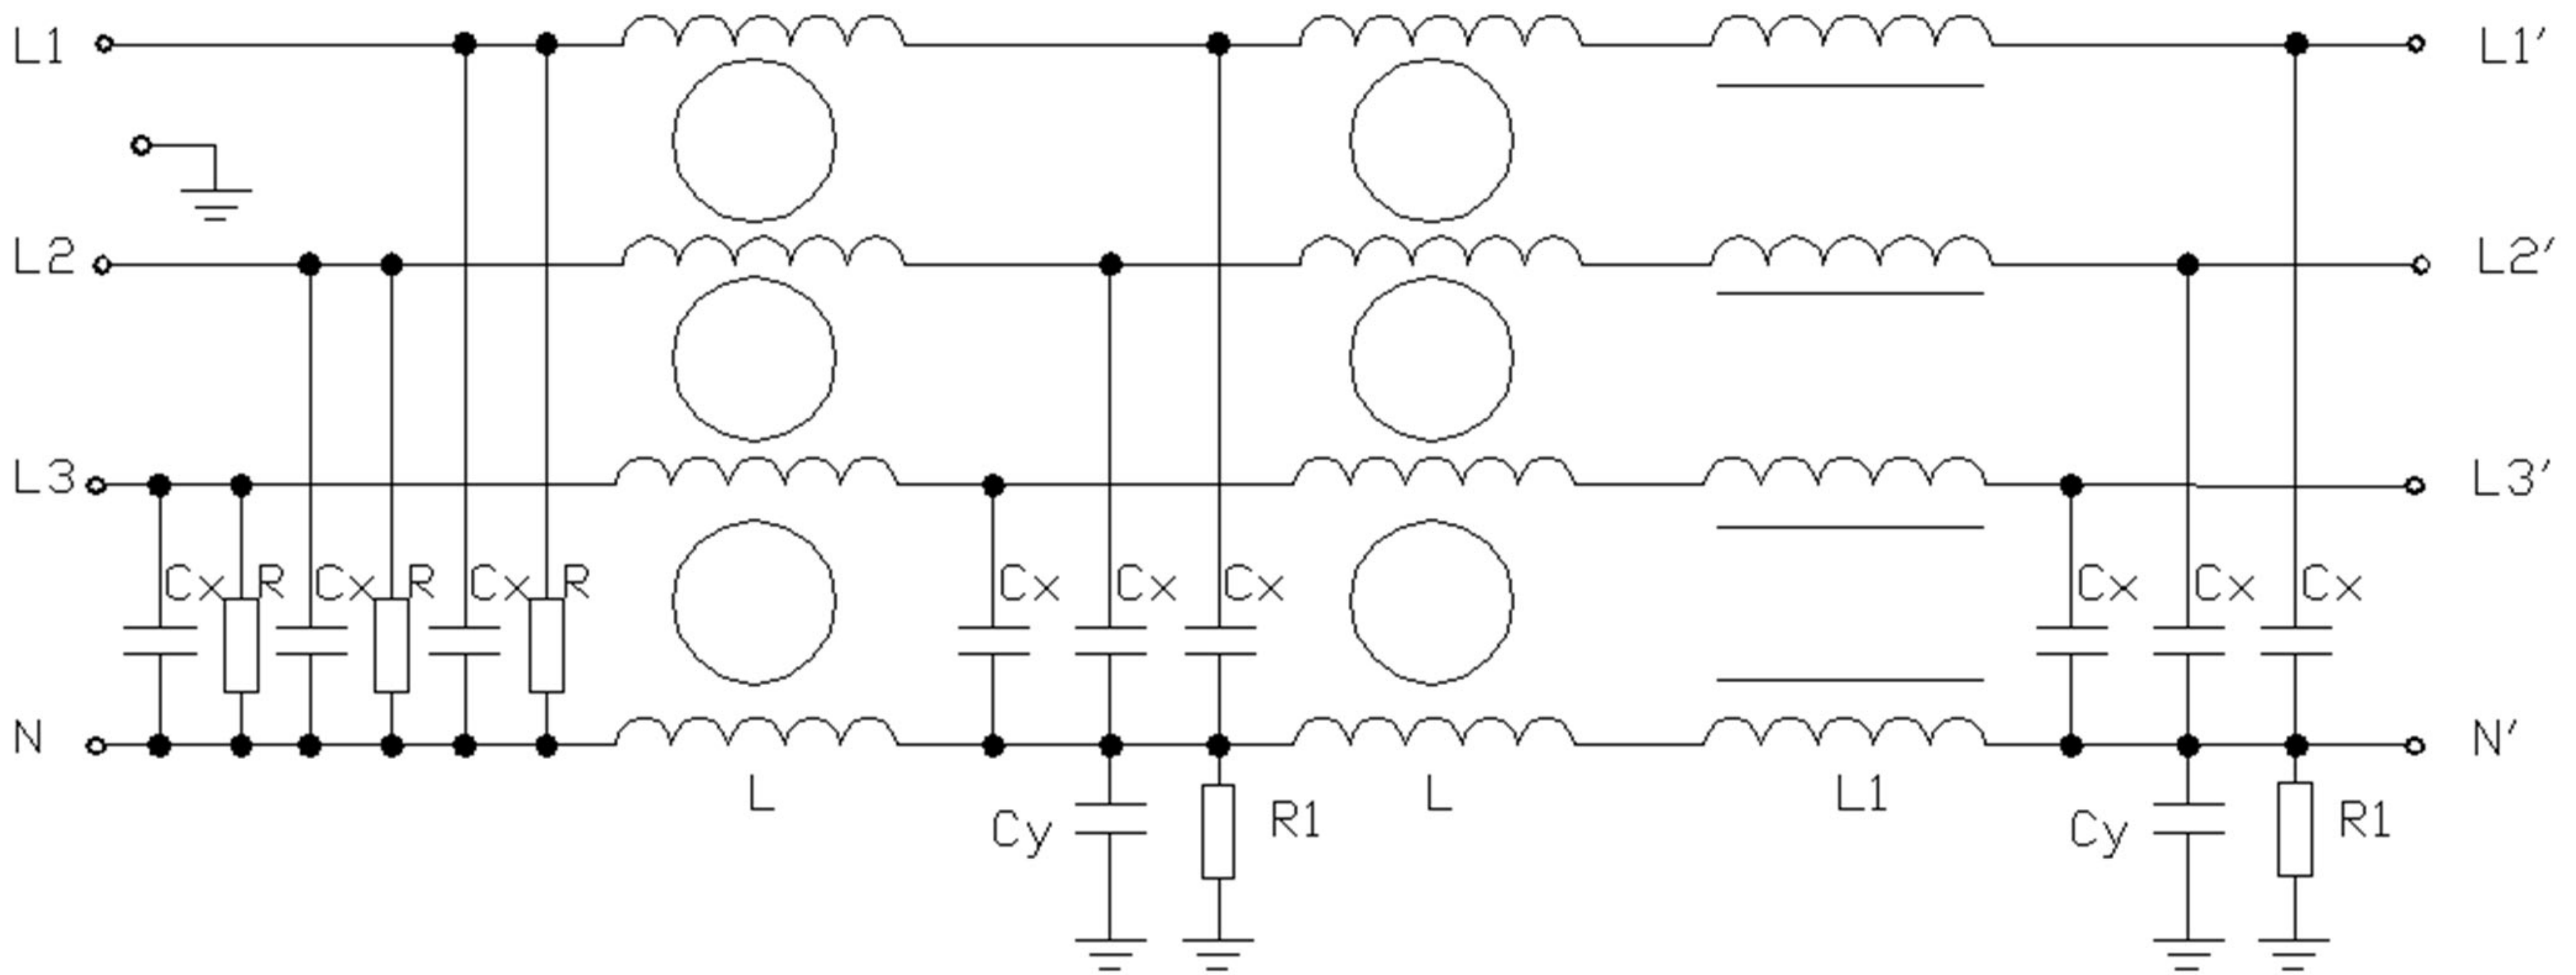 L1 L1'
L2 L2'
L3 L3'
Cx R Cx R Cx R Cx Cx Cx Cx Cx Cx
N N'
L L L1
Cy R1 Cy R1